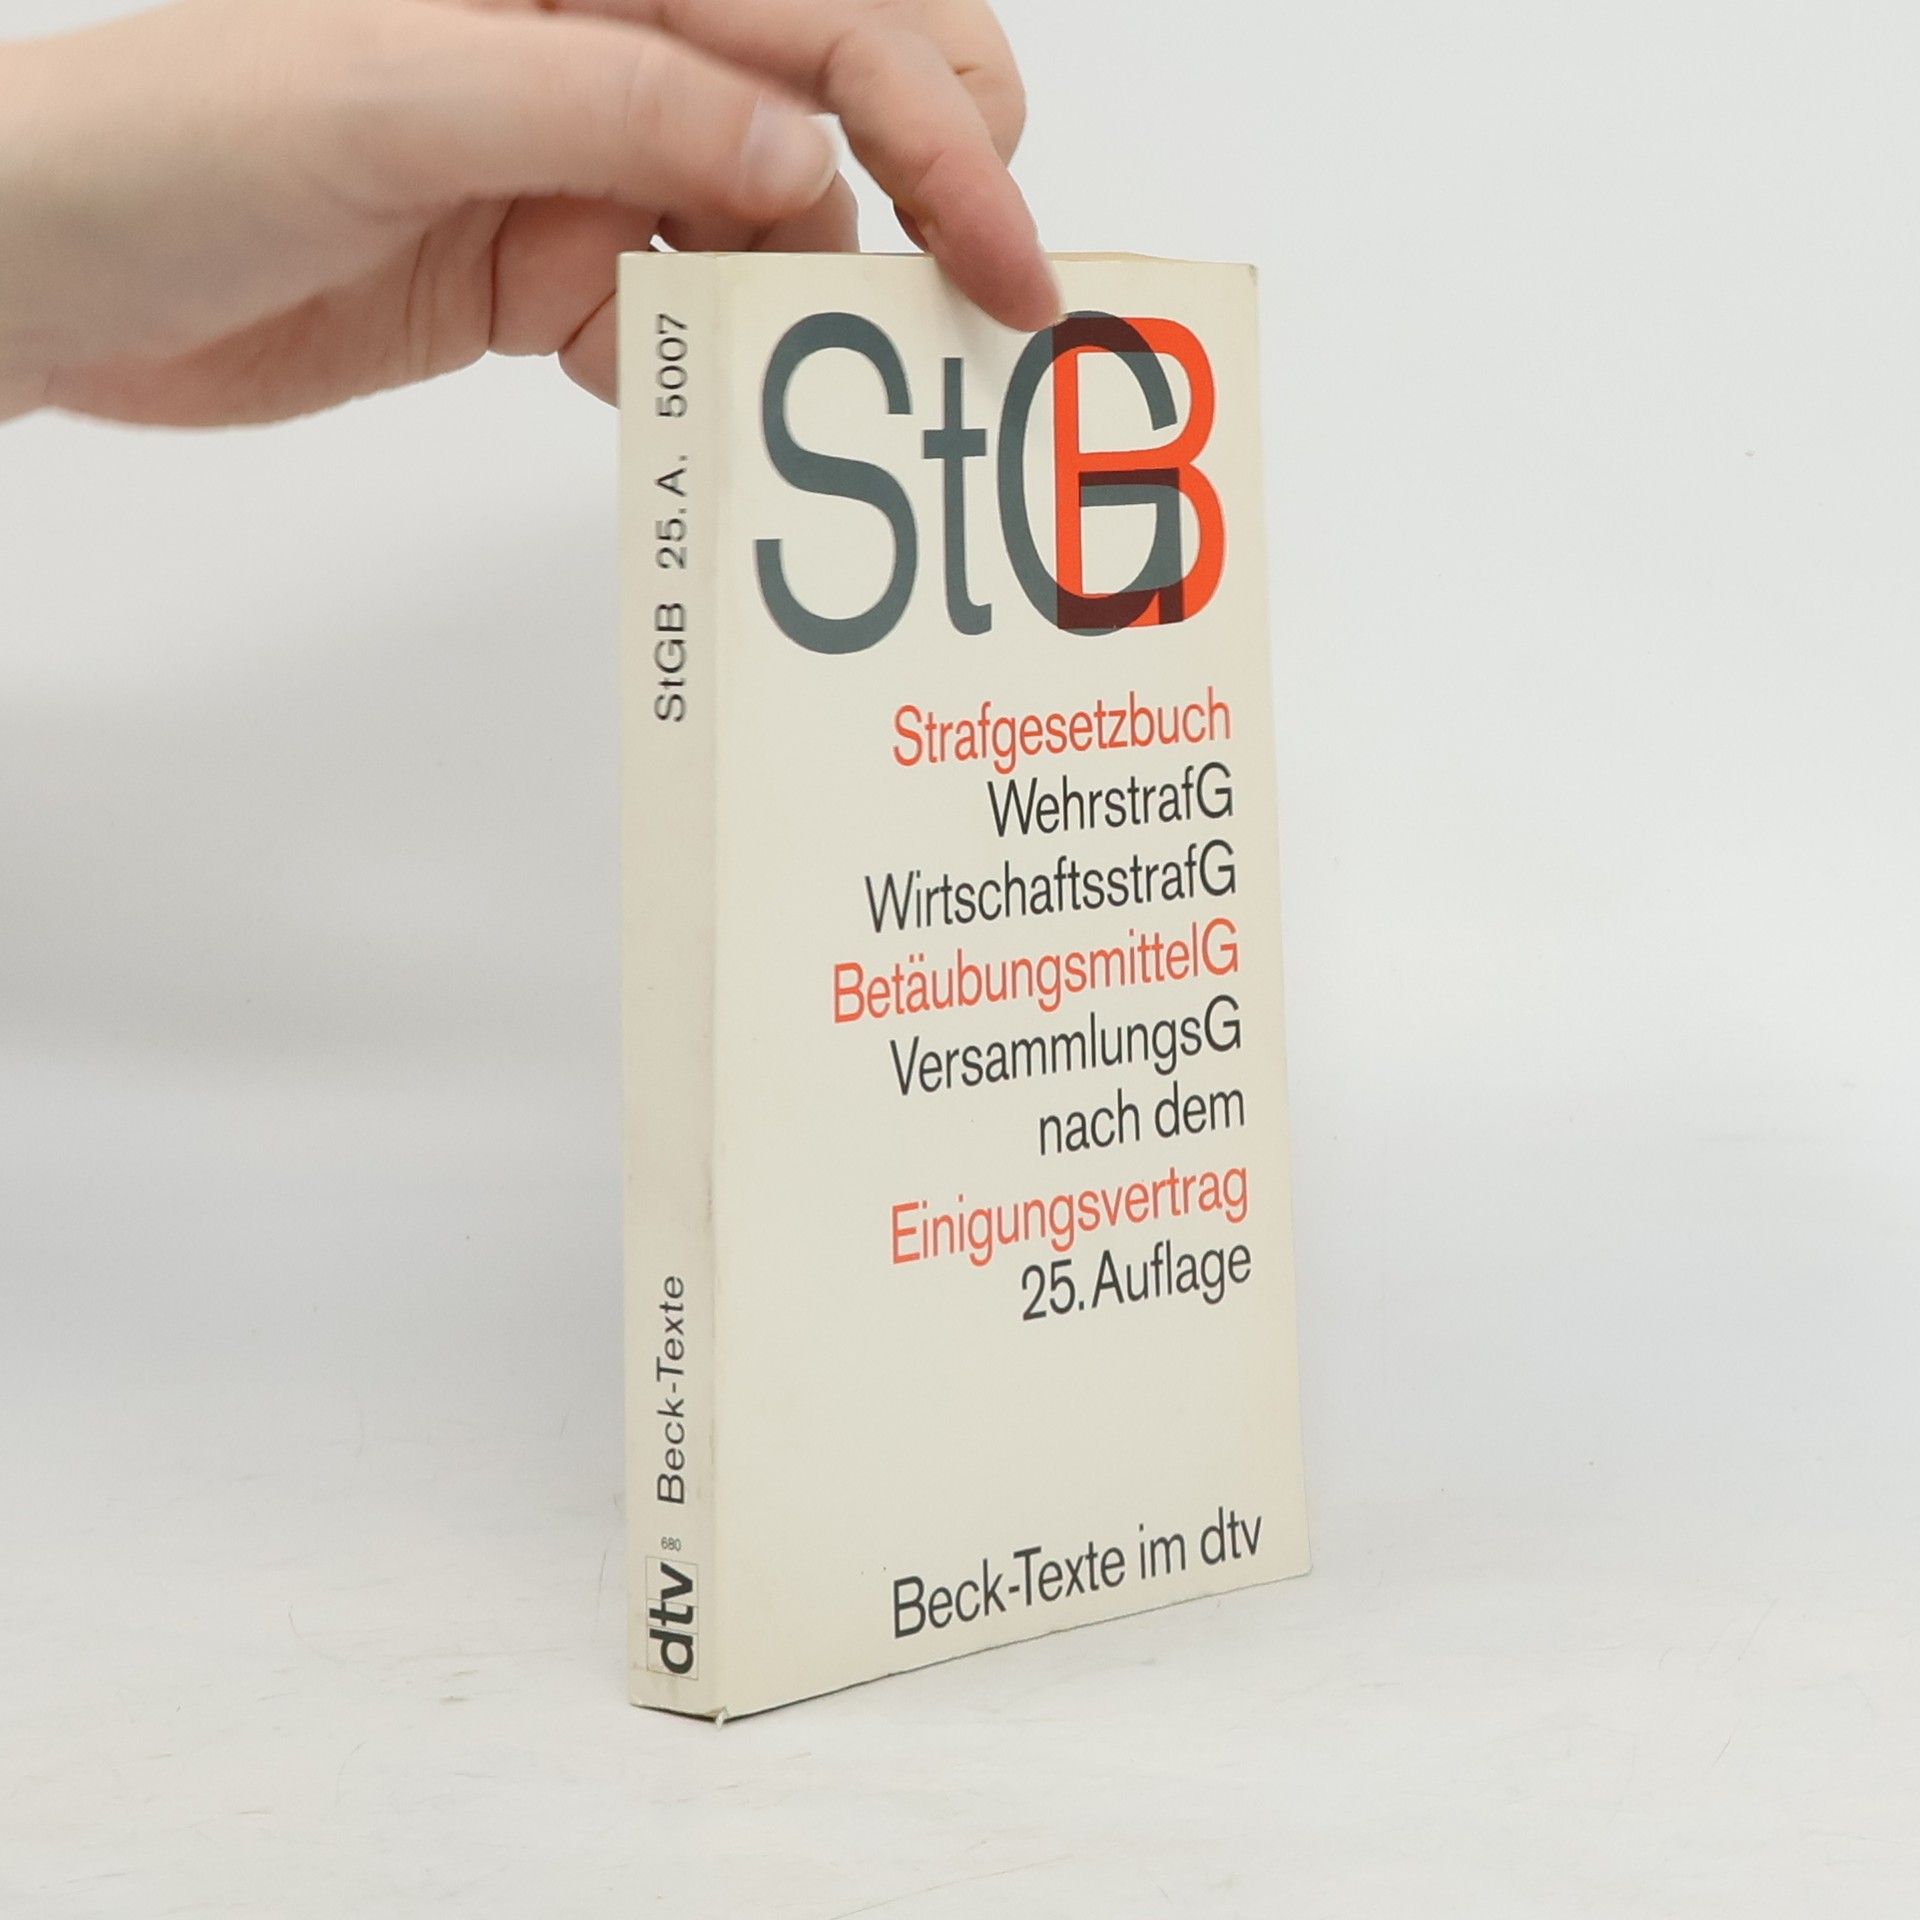 StGB 25. A. 5007
Beck-Texte
680
dtv
StGB
Strafgesetzbuch
WehrstrafG
WirtschaftsstrafG
BetäubungsmittelG
VersammlungsG
nach dem
Einigungsvertrag
25. Auflage
Beck-Texte im dtv